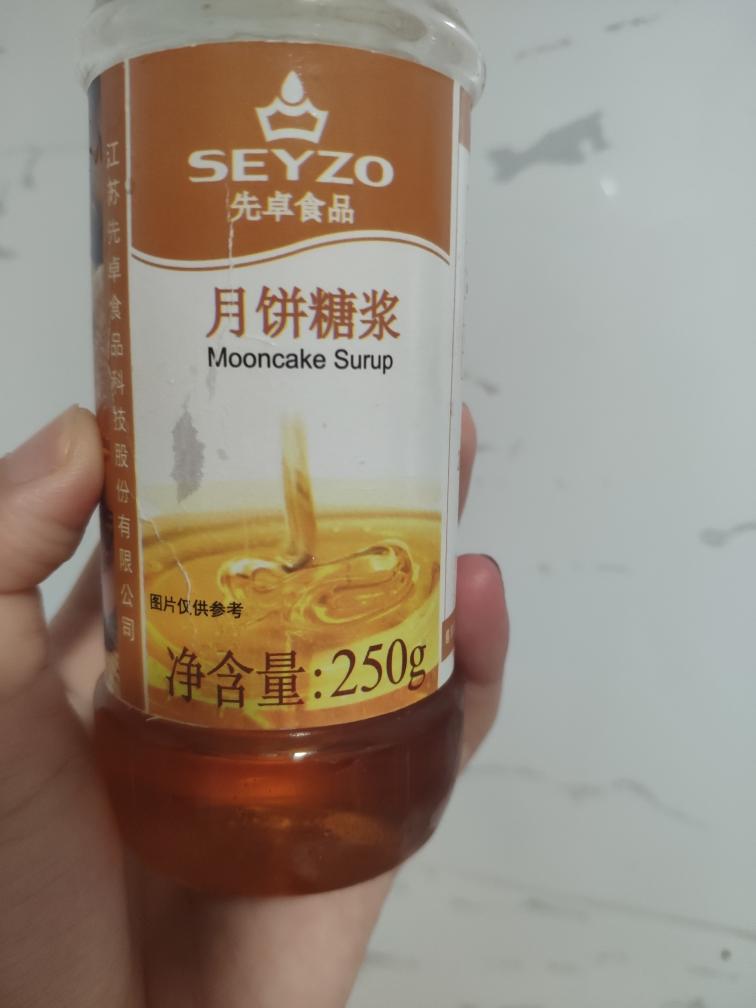 SEYZO
先卓食品
月饼糖浆
Mooncake Surup
图片仅供参考
净含量:250g
江苏先卓食品科技股份有限公司